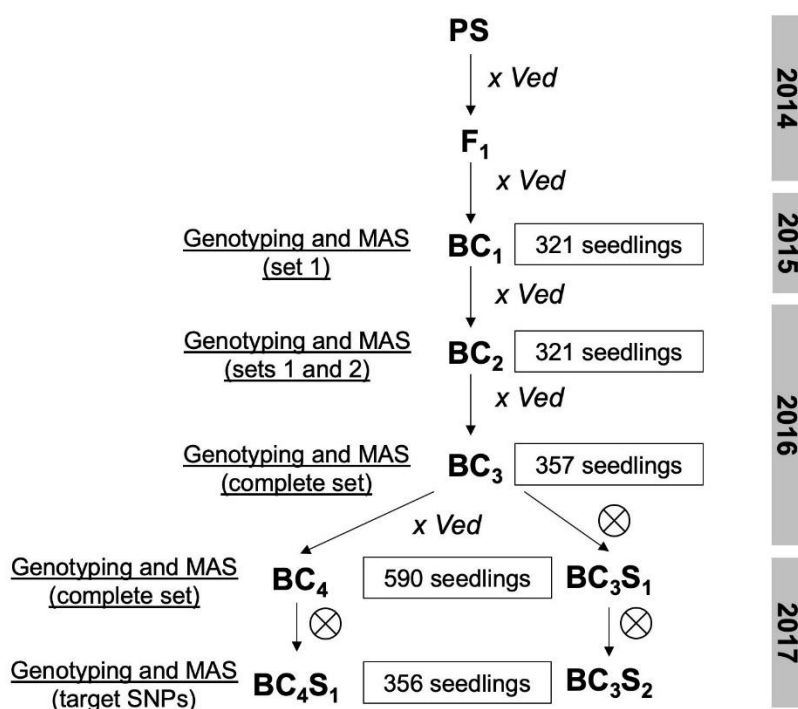 PS
x Ved
2014
F₁
x Ved
Genotyping and MAS
(set 1)
BC₁
321 seedlings
2015
x Ved
Genotyping and MAS
(sets 1 and 2)
BC₂
321 seedlings
x Ved
2016
Genotyping and MAS
(complete set)
BC₃
357 seedlings
x Ved
Genotyping and MAS
(complete set)
BC₄
590 seedlings
BC₃S₁
2017
Genotyping and MAS
(target SNPs)
BC₄S₁
356 seedlings
BC₃S₂